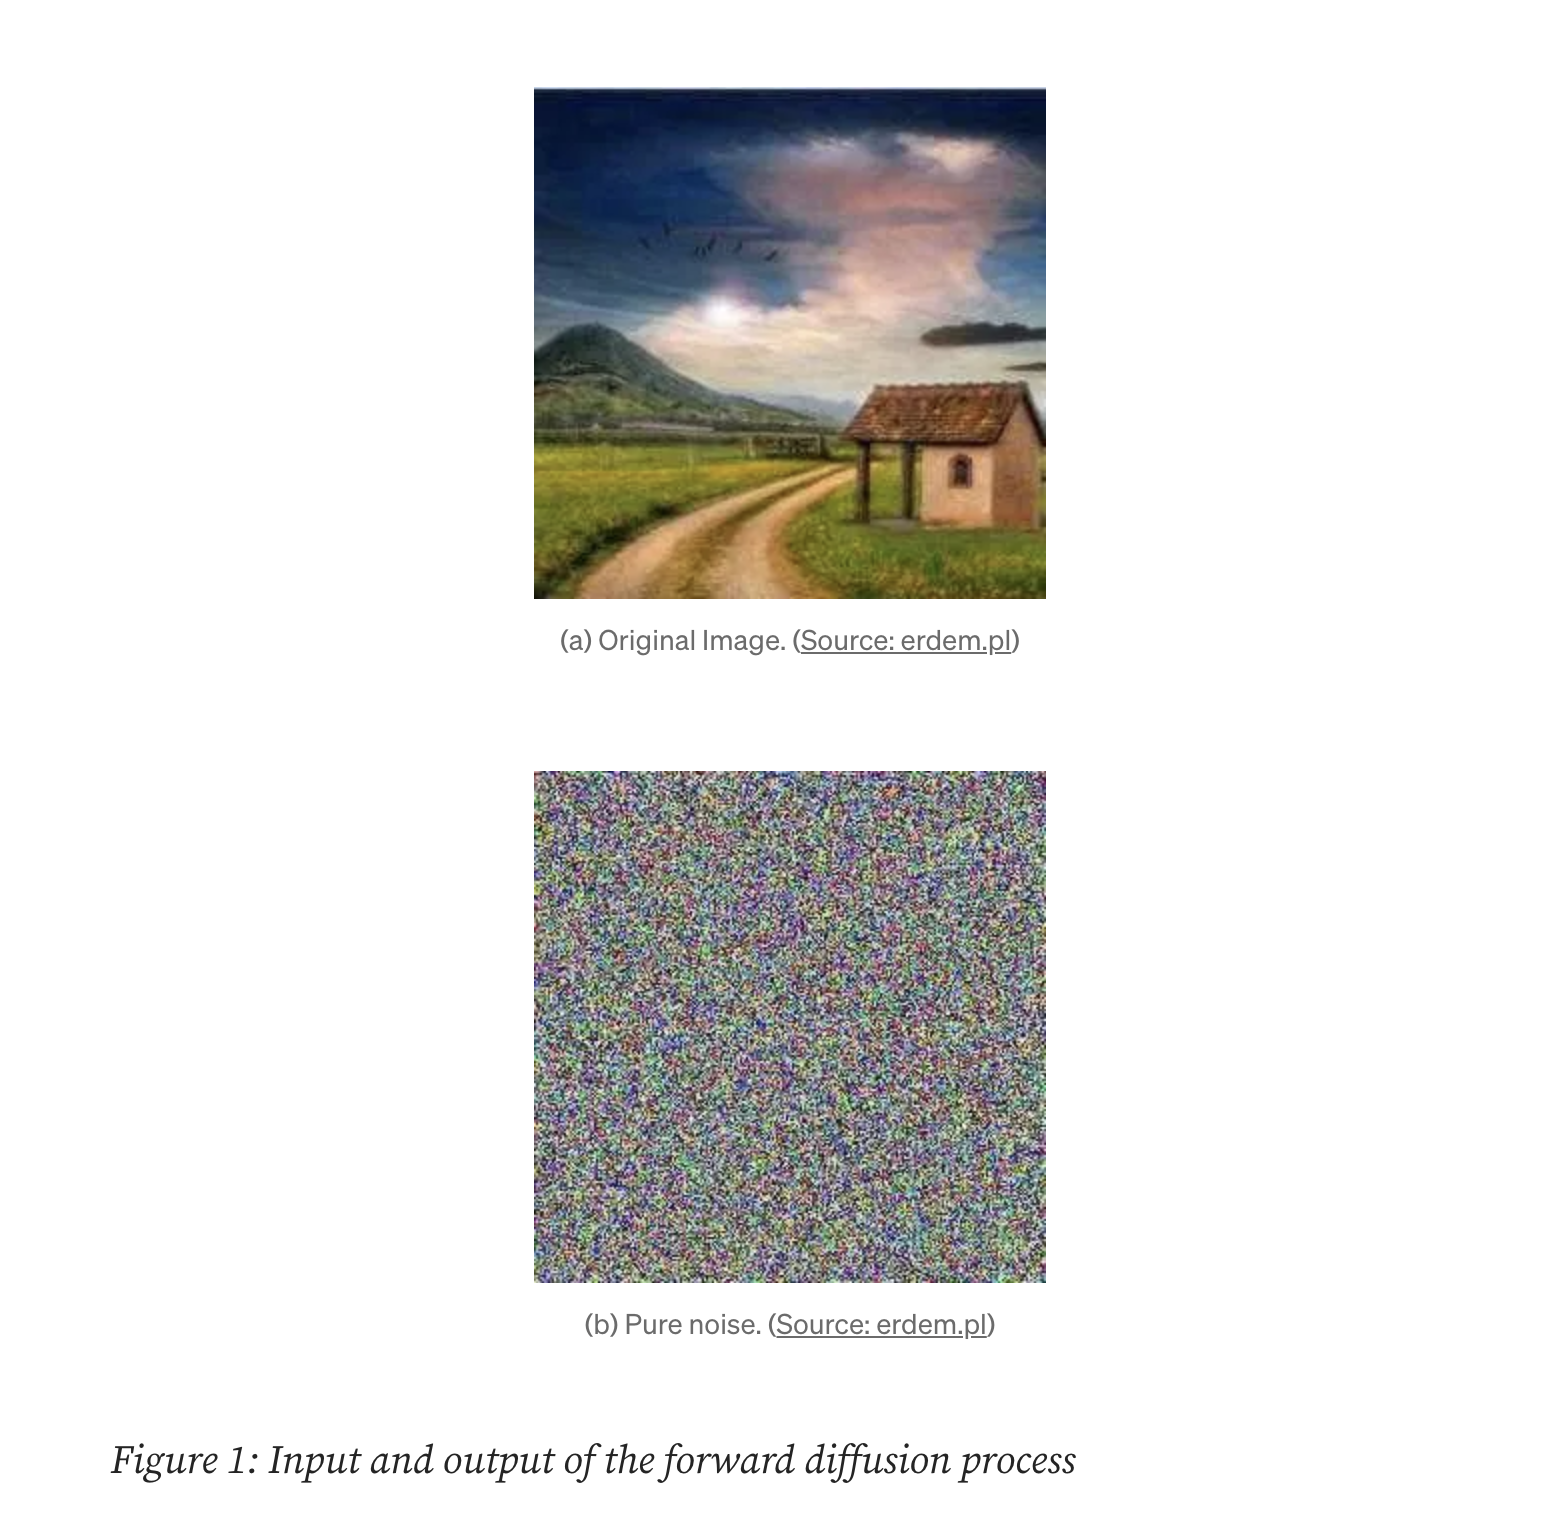 (a) Original Image. (Source: erdem.pl)
(b) Pure noise. (Source: erdem.pl)
Figure 1: Input and output of the forward diffusion process